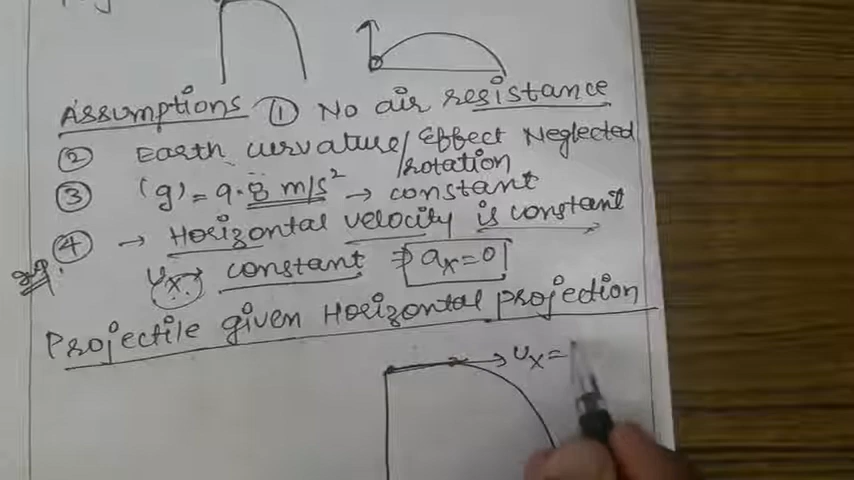 Assumptions ① No air resistance
② Earth curvature/Effect Neglected
/rotation
③ (g) = 9.8 m/s² → constant
④ → Horizontal velocity is constant
constant ⇒ ax=0
Projectile given Horizontal projection
→ ux =